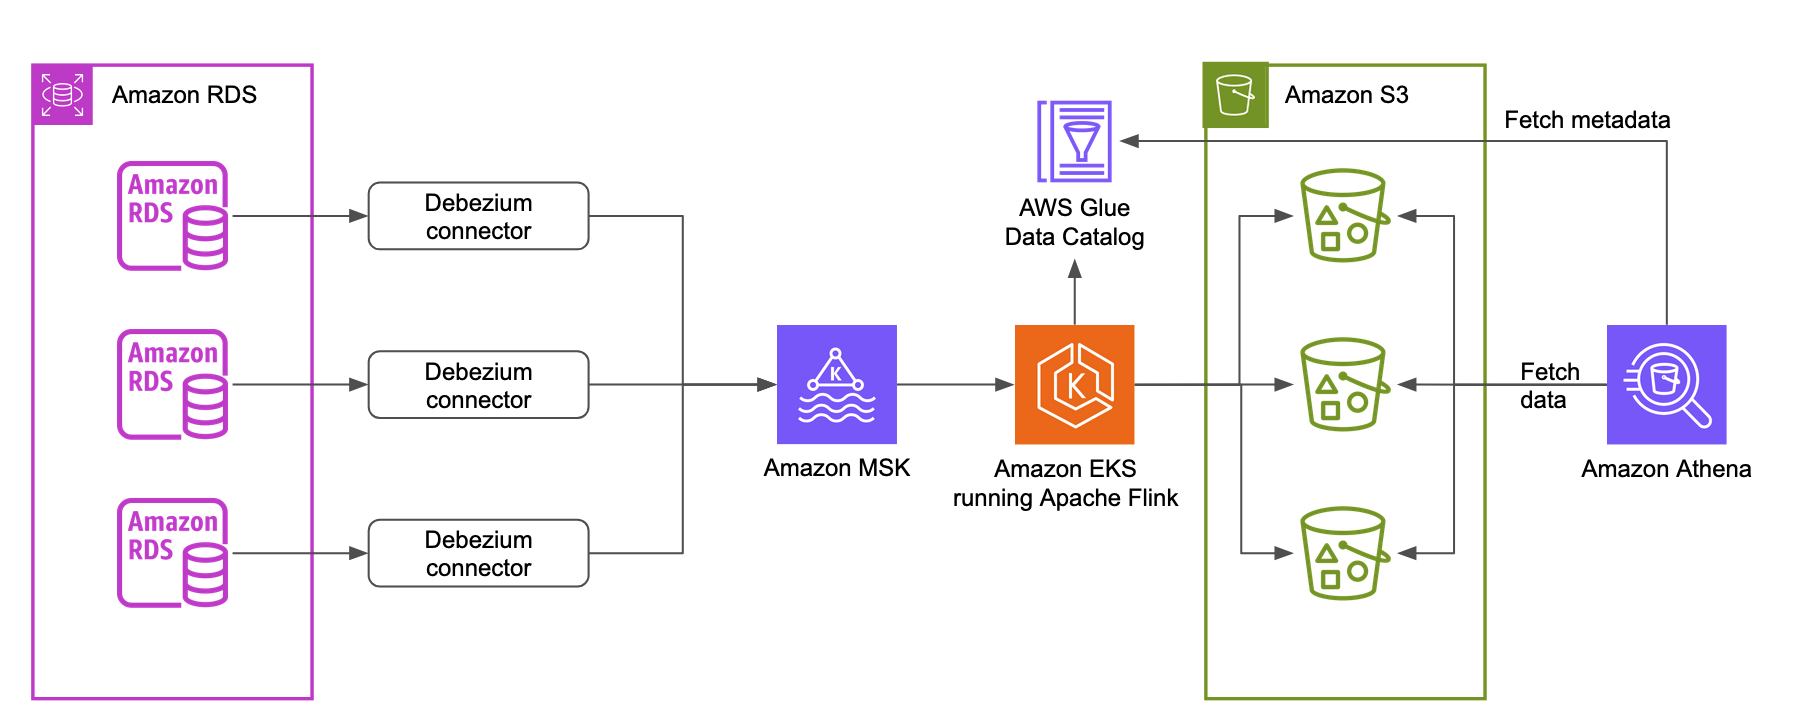 Amazon RDS
Amazon
RDS
Debezium
connector
Amazon
RDS
Debezium
connector
Amazon
RDS
Debezium
connector
K
Amazon MSK
AWS Glue
Data Catalog
K
Amazon EKS
running Apache Flink
Amazon S3
Fetch metadata
Fetch
data
Amazon Athena